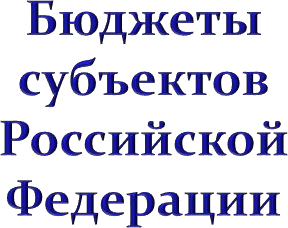 Бюджеты
субъектов
Российской
Федерации